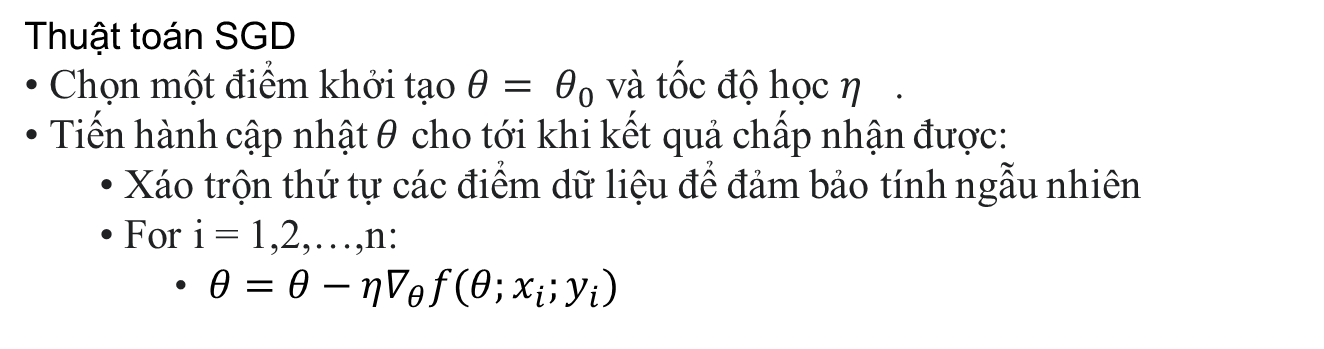 Thuật toán SGD
• Chọn một điểm khởi tạo θ = θ₀ và tốc độ học η .
• Tiến hành cập nhật θ cho tới khi kết quả chấp nhận được:
• Xáo trộn thứ tự các điểm dữ liệu để đảm bảo tính ngẫu nhiên
• For i = 1,2,…,n:
• θ = θ − η∇_θ f(θ; xᵢ; yᵢ)